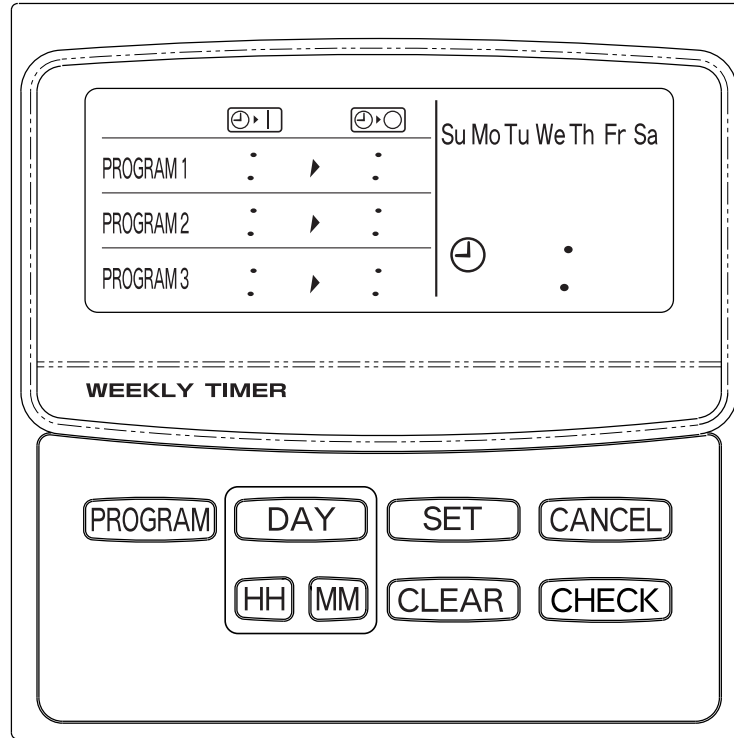 Su Mo Tu We Th Fr Sa
PROGRAM 1 : :
PROGRAM 2 : :
PROGRAM 3 : :
:
WEEKLY TIMER
PROGRAM DAY SET CANCEL
HH MM CLEAR CHECK